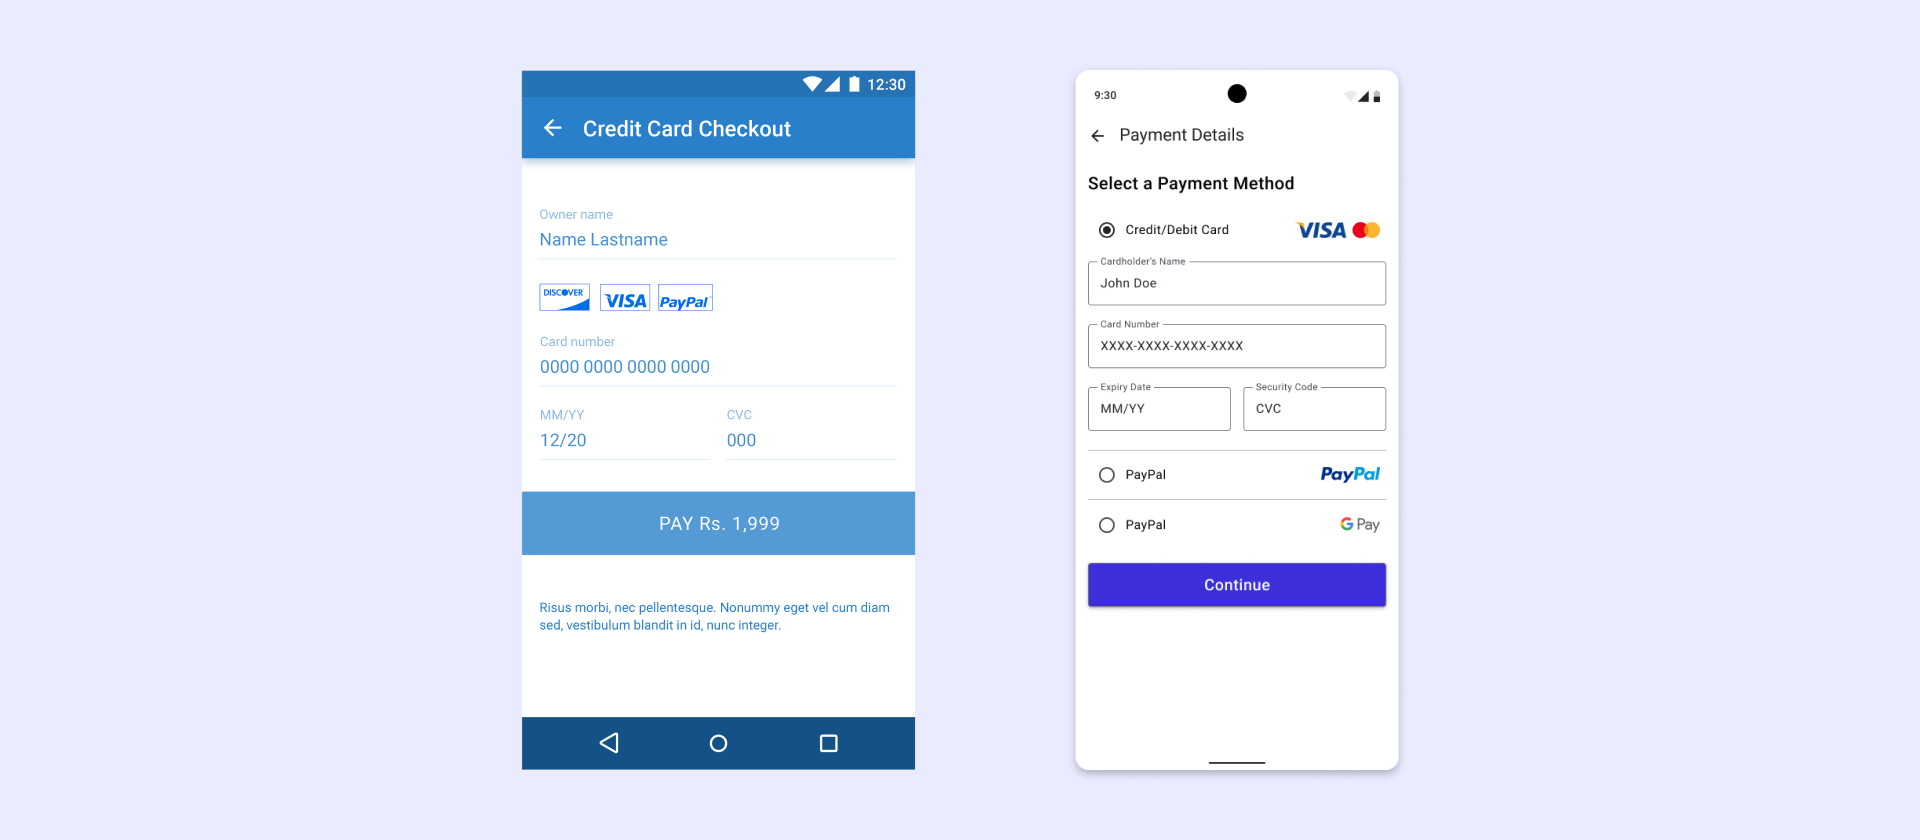 12:30
Credit Card Checkout
Owner name
Name Lastname
DISCOVER VISA PayPal
Card number
0000 0000 0000 0000
MM/YY CVC
12/20 000
PAY Rs. 1,999
Risus morbi, nec pellentesque. Nonummy eget vel cum diam
sed, vestibulum blandit in id, nunc integer.
9:30
Payment Details
Select a Payment Method
Credit/Debit Card VISA
Cardholder's Name
John Doe
Card Number
XXXX-XXXX-XXXX-XXXX
Expiry Date Security Code
MM/YY CVC
PayPal PayPal
PayPal G Pay
Continue